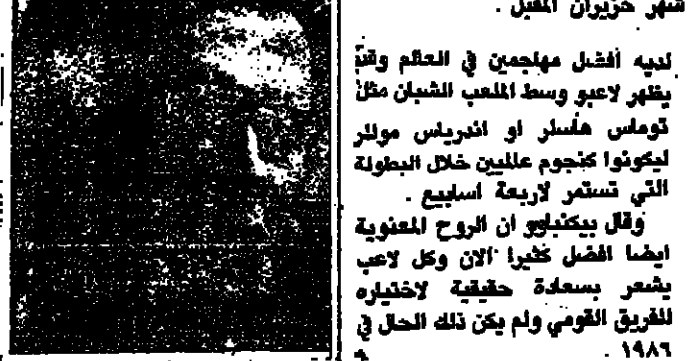 شهر حزيران المقبل .
لديه أفضل مهاجمين في العالم وقد
يظهر لاعبو وسط الملعب الشبان مثل
توماس هأسلر او اندرياس موللر
ليكونوا كنجوم عالميين خلال البطولة
التي تستمر لاربعة اسابيع .
وقال بيكنباور ان الروح المعنوية
ايضا افضل كثيرا الان وكل لاعب
يشعر بسعادة حقيقية لاختياره
للفريق القومي ولم يكن ذلك الحال في
١٩٨٦ .